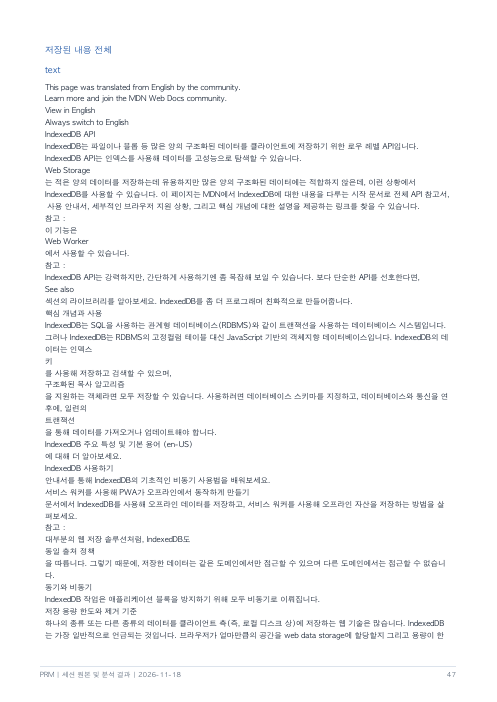 저장된 내용 전체
text
This page was translated from English by the community.
Learn more and join the MDN Web Docs community.
View in English
Always switch to English
IndexedDB API
IndexedDB는 파일이나 블롭 등 많은 양의 구조화된 데이터를 클라이언트에 저장하기 위한 로우 레벨 API입니다.
IndexedDB API는 인덱스를 사용해 데이터를 고성능으로 탐색할 수 있습니다.
Web Storage
는 적은 양의 데이터를 저장하는데 유용하지만 많은 양의 구조화된 데이터에는 적합하지 않은데, 이런 상황에서
IndexedDB를 사용할 수 있습니다. 이 페이지는 MDN에서 IndexedDB에 대한 내용을 다루는 시작 문서로 전체 API 참고서,
사용 안내서, 세부적인 브라우저 지원 상황, 그리고 핵심 개념에 대한 설명을 제공하는 링크를 찾을 수 있습니다.
참고 :
이 기능은
Web Worker
에서 사용할 수 있습니다.
참고 :
IndexedDB API는 강력하지만, 간단하게 사용하기엔 좀 복잡해 보일 수 있습니다. 보다 단순한 API를 선호한다면,
See also
섹션의 라이브러리를 알아보세요. IndexedDB를 좀 더 프로그래머 친화적으로 만들어줍니다.
핵심 개념과 사용
IndexedDB는 SQL을 사용하는 관계형 데이터베이스(RDBMS)와 같이 트랜잭션을 사용하는 데이터베이스 시스템입니다.
그러나 IndexedDB는 RDBMS의 고정컬럼 테이블 대신 JavaScript 기반의 객체지향 데이터베이스입니다. IndexedDB의 데
이터는 인덱스
키
를 사용해 저장하고 검색할 수 있으며,
구조화된 복사 알고리즘
을 지원하는 객체라면 모두 저장할 수 있습니다. 사용하려면 데이터베이스 스키마를 지정하고, 데이터베이스와 통신을 연
후에, 일련의
트랜잭션
을 통해 데이터를 가져오거나 업데이트해야 합니다.
IndexedDB 주요 특성 및 기본 용어 (en-US)
에 대해 더 알아보세요.
IndexedDB 사용하기
안내서를 통해 IndexedDB의 기초적인 비동기 사용법을 배워보세요.
서비스 워커를 사용해 PWA가 오프라인에서 동작하게 만들기
문서에서 IndexedDB를 사용해 오프라인 데이터를 저장하고, 서비스 워커를 사용해 오프라인 자산을 저장하는 방법을 살
펴보세요.
참고 :
대부분의 웹 저장 솔루션처럼, IndexedDB도
동일 출처 정책
을 따릅니다. 그렇기 때문에, 저장한 데이터는 같은 도메인에서만 접근할 수 있으며 다른 도메인에서는 접근할 수 없습니
다.
동기와 비동기
IndexedDB 작업은 애플리케이션 블록을 방지하기 위해 모두 비동기로 이뤄집니다.
저장 용량 한도와 제거 기준
하나의 종류 또는 다른 종류의 데이터를 클라이언트 측(즉, 로컬 디스크 상)에 저장하는 웹 기술은 많습니다. IndexedDB
는 가장 일반적으로 언급되는 것입니다. 브라우저가 얼마만큼의 공간을 web data storage에 할당할지 그리고 용량이 한
PRM | 세션 원본 및 분석 결과 | 2026-11-18
47